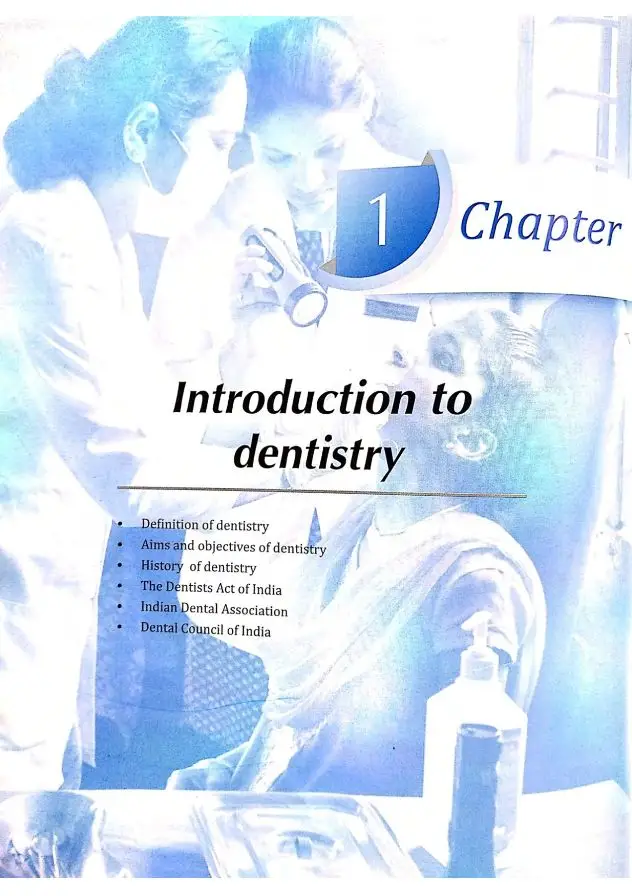 1
Chapter
Introduction to
dentistry
• Definition of dentistry
• Aims and objectives of dentistry
• History of dentistry
• The Dentists Act of India
• Indian Dental Association
• Dental Council of India